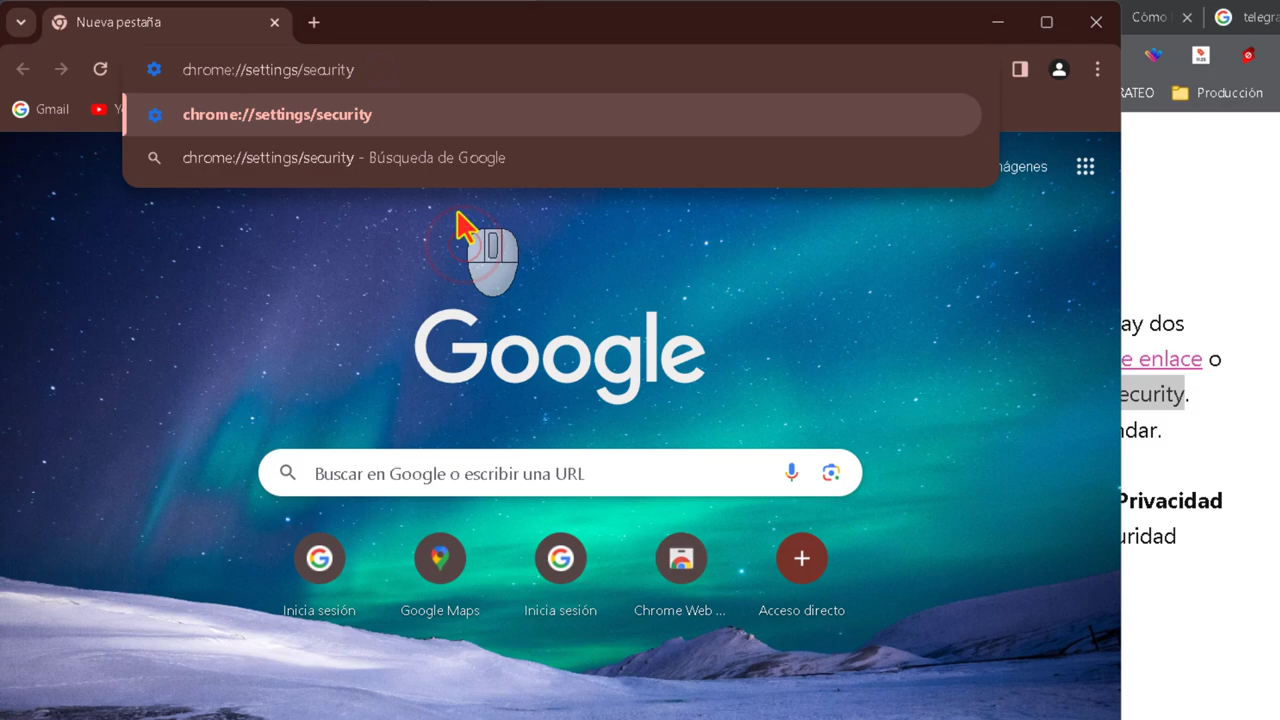 Nueva pestaña
Cómo
telegra
chrome://settings/security
Gmail
chrome://settings/security
chrome://settings/security - Búsqueda de Google
RATEO
Producción
mágenes
Google
Buscar en Google o escribir una URL
Inicia sesión
Google Maps
Inicia sesión
Chrome Web ...
Acceso directo
ay dos
e enlace o
ecurity.
ndar.
Privacidad
uridad